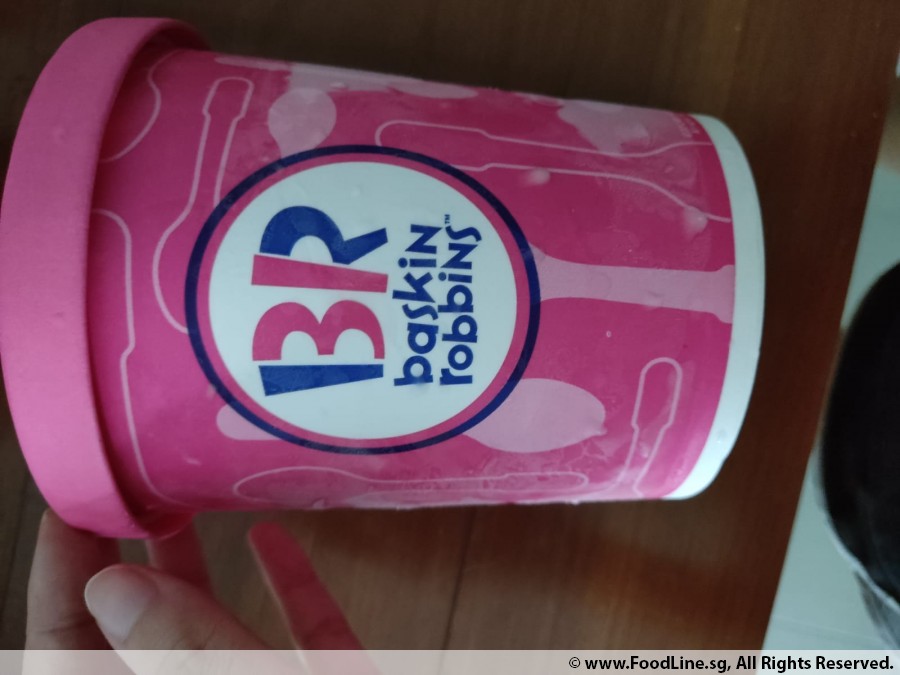 BR
baskin
robbins™
© www.FoodLine.sg, All Rights Reserved.